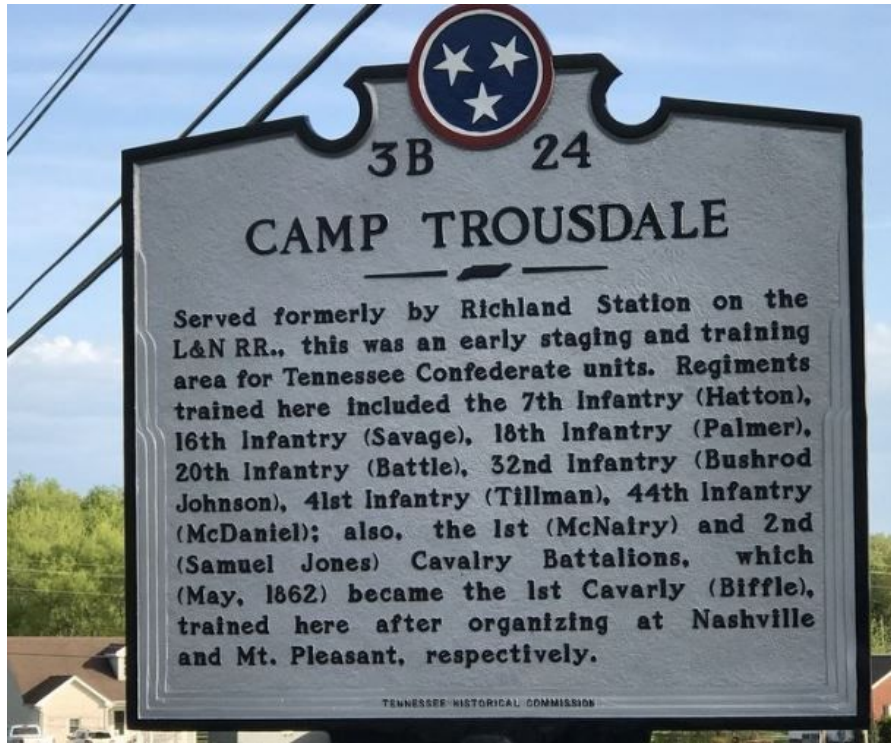 3B 24
CAMP TROUSDALE
Served formerly by Richland Station on the
L&N RR., this was an early staging and training
area for Tennessee Confederate units. Regiments
trained here included the 7th Infantry (Hatton),
16th Infantry (Savage), 18th Infantry (Palmer),
20th Infantry (Battle), 32nd Infantry (Bushrod
Johnson), 41st Infantry (Tillman), 44th Infantry
(McDaniel); also, the 1st (McNairy) and 2nd
(Samuel Jones) Cavalry Battalions, which
(May, 1862) became the 1st Cavarly (Biffle),
trained here after organizing at Nashville
and Mt. Pleasant, respectively.
TENNESSEE HISTORICAL COMMISSION